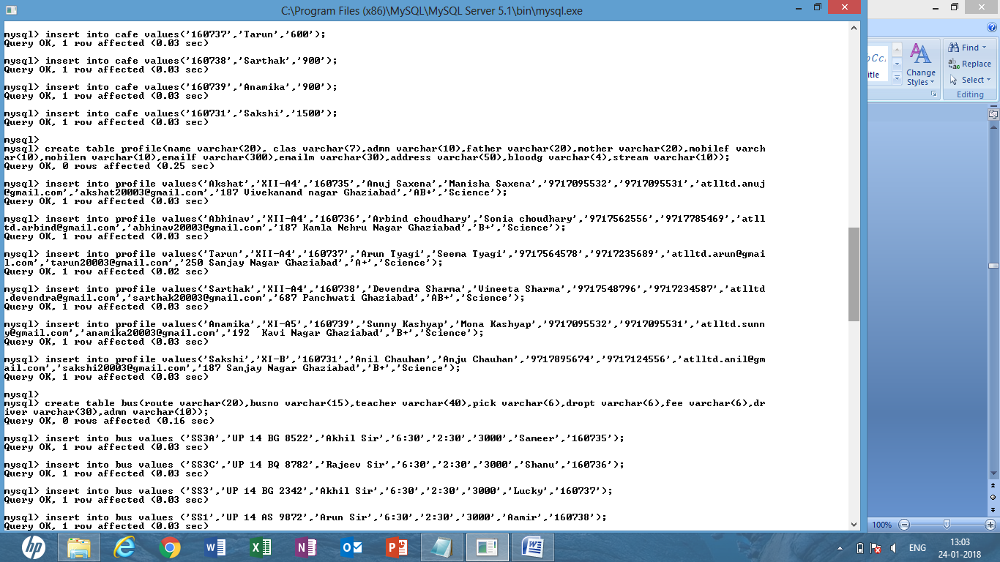 C:\Program Files (x86)\MySQL\MySQL Server 5.1\bin\mysql.exe
mysql> insert into cafe values('160737','Tarun','600');
Query OK, 1 row affected (0.03 sec)
mysql> insert into cafe values('160738','Sarthak','900');
Query OK, 1 row affected (0.03 sec)
mysql> insert into cafe values('160739','Anamika','900');
Query OK, 1 row affected (0.03 sec)
mysql> insert into cafe values('160731','Sakshi','1500');
Query OK, 1 row affected (0.03 sec)
mysql>
mysql> create table profile(name varchar(20), clas varchar(7),admn varchar(10),father varchar(20),mother varchar(20),mobilef varch
ar(10),mobilem varchar(10),emailf varchar(300),emailm varchar(30),address varchar(50),bloodg varchar(4),stream varchar(10));
Query OK, 0 rows affected (0.25 sec)
mysql> insert into profile values('Akshat','XII-A4','160735','Anuj Saxena','Manisha Saxena','9717095532','9717095531','atlltd.anuj
@gmail.com','akshat20003@gmail.com','187 Vivekanand nagar Ghaziabad','AB+','Science');
Query OK, 1 row affected (0.03 sec)
mysql> insert into profile values('Abhinav','XII-A4','160736','Arbind choudhary','Sonia choudhary','9717562556','9717785469','atll
td.arbind@gmail.com','abhinav20003@gmail.com','187 Kamla Nehru Nagar Ghaziabad','B+','Science');
Query OK, 1 row affected (0.03 sec)
mysql> insert into profile values('Tarun','XII-A4','160737','Arun Tyagi','Seema Tyagi','9717564578','9717235689','atlltd.arun@gmai
l.com','tarun20003@gmail.com','250 Sanjay Nagar Ghaziabad','A+','Science');
Query OK, 1 row affected (0.02 sec)
mysql> insert into profile values('Sarthak','XII-A4','160738','Devendra Sharma','Vineeta Sharma','9717548796','9717234587','atlltd
.devendra@gmail.com','sarthak20003@gmail.com','687 Panchwati Ghaziabad','AB+','Science');
Query OK, 1 row affected (0.03 sec)
mysql> insert into profile values('Anamika','XI-A5','160739','Sunny Kashyap','Mona Kashyap','9717095532','9717095531','atlltd.sunn
y@gmail.com','anamika20003@gmail.com','192  Kavi Nagar Ghaziabad','B+','Science');
Query OK, 1 row affected (0.03 sec)
mysql> insert into profile values('Sakshi','XI-B','160731','Anil Chauhan','Anju Chauhan','9717895674','9717124556','atlltd.anil@gm
ail.com','sakshi20003@gmail.com','187 Sanjay Nagar Ghaziabad','B+','Science');
Query OK, 1 row affected (0.03 sec)
mysql>
mysql> create table bus(route varchar(20),busno varchar(15),teacher varchar(40),pick varchar(6),dropt varchar(6),fee varchar(6),dr
iver varchar(30),admn varchar(10));
Query OK, 0 rows affected (0.16 sec)
mysql> insert into bus values ('SS3A','UP 14 BG 8522','Akhil Sir','6:30','2:30','3000','Sameer','160735');
Query OK, 1 row affected (0.03 sec)
mysql> insert into bus values ('SS3C','UP 14 BQ 8782','Rajeev Sir','6:30','2:30','3000','Shanu','160736');
Query OK, 1 row affected (0.03 sec)
mysql> insert into bus values ('SS3','UP 14 BG 2342','Akhil Sir','6:30','2:30','3000','Lucky','160737');
Query OK, 1 row affected (0.03 sec)
mysql> insert into bus values ('SS1','UP 14 AS 9872','Arun Sir','6:30','2:30','3000','Aamir','160738');
Query OK, 1 row affected (0.03 sec)
Find
Replace
Select
Change
Styles
Editing
100%
hp
ENG
13:03
24-01-2018